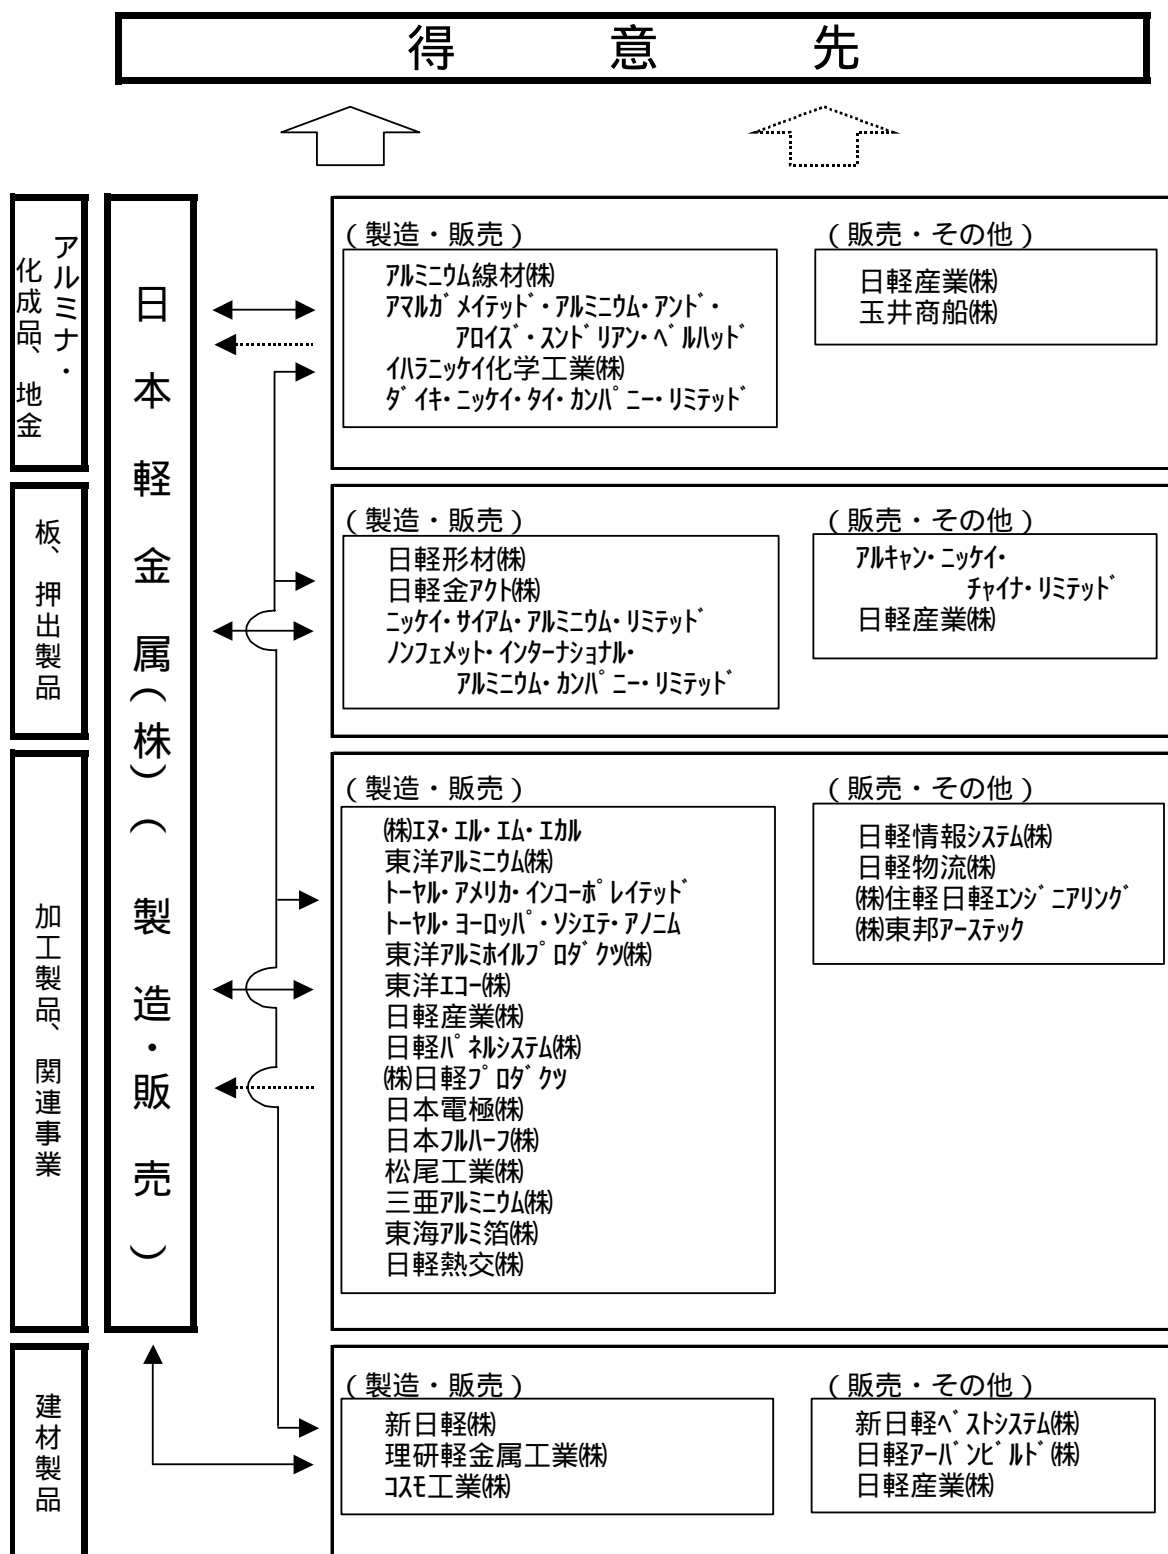 得意先
アルミナ・
化成品、地金
日本軽金属(株)(製造・販売)
(製造・販売)
アルミニウム線材㈱
アマルガメイテッド・アルミニウム・アンド・
アロイズ・スンドリアン・ベルハッド
イハラニッケイ化学工業㈱
ダイキ・ニッケイ・タイ・カンパニー・リミテッド
(販売・その他)
日軽産業㈱
玉井商船㈱
板、押出製品
(製造・販売)
日軽形材㈱
日軽金アクト㈱
ニッケイ・サイアム・アルミニウム・リミテッド
ノンフェメット・インターナショナル・
アルミニウム・カンパニー・リミテッド
(販売・その他)
アルキャン・ニッケイ・
チャイナ・リミテッド
日軽産業㈱
加工製品、関連事業
(製造・販売)
㈱エヌ・エル・エム・エカル
東洋アルミニウム㈱
トーヤル・アメリカ・インコーポレイテッド
トーヤル・ヨーロッパ・ソシエテ・アノニム
東洋アルミホイルプロダクツ㈱
東洋エコー㈱
日軽産業㈱
日軽パネルシステム㈱
㈱日軽プロダクツ
日本電極㈱
日本フルハーフ㈱
松尾工業㈱
三亜アルミニウム㈱
東海アルミ箔㈱
日軽熱交㈱
(販売・その他)
日軽情報システム㈱
日軽物流㈱
㈱住軽日軽エンジニアリング
㈱東邦アーステック
建材製品
(製造・販売)
新日軽㈱
理研軽金属工業㈱
コスモ工業㈱
(販売・その他)
新日軽ベストシステム㈱
日軽アーバンビルド㈱
日軽産業㈱